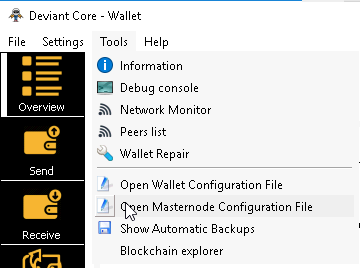 Deviant Core - Wallet
File Settings Tools Help
Information
Debug console
Network Monitor
Peers list
Wallet Repair
Open Wallet Configuration File
Open Masternode Configuration File
Show Automatic Backups
Blockchain explorer
Overview
Send
Receive